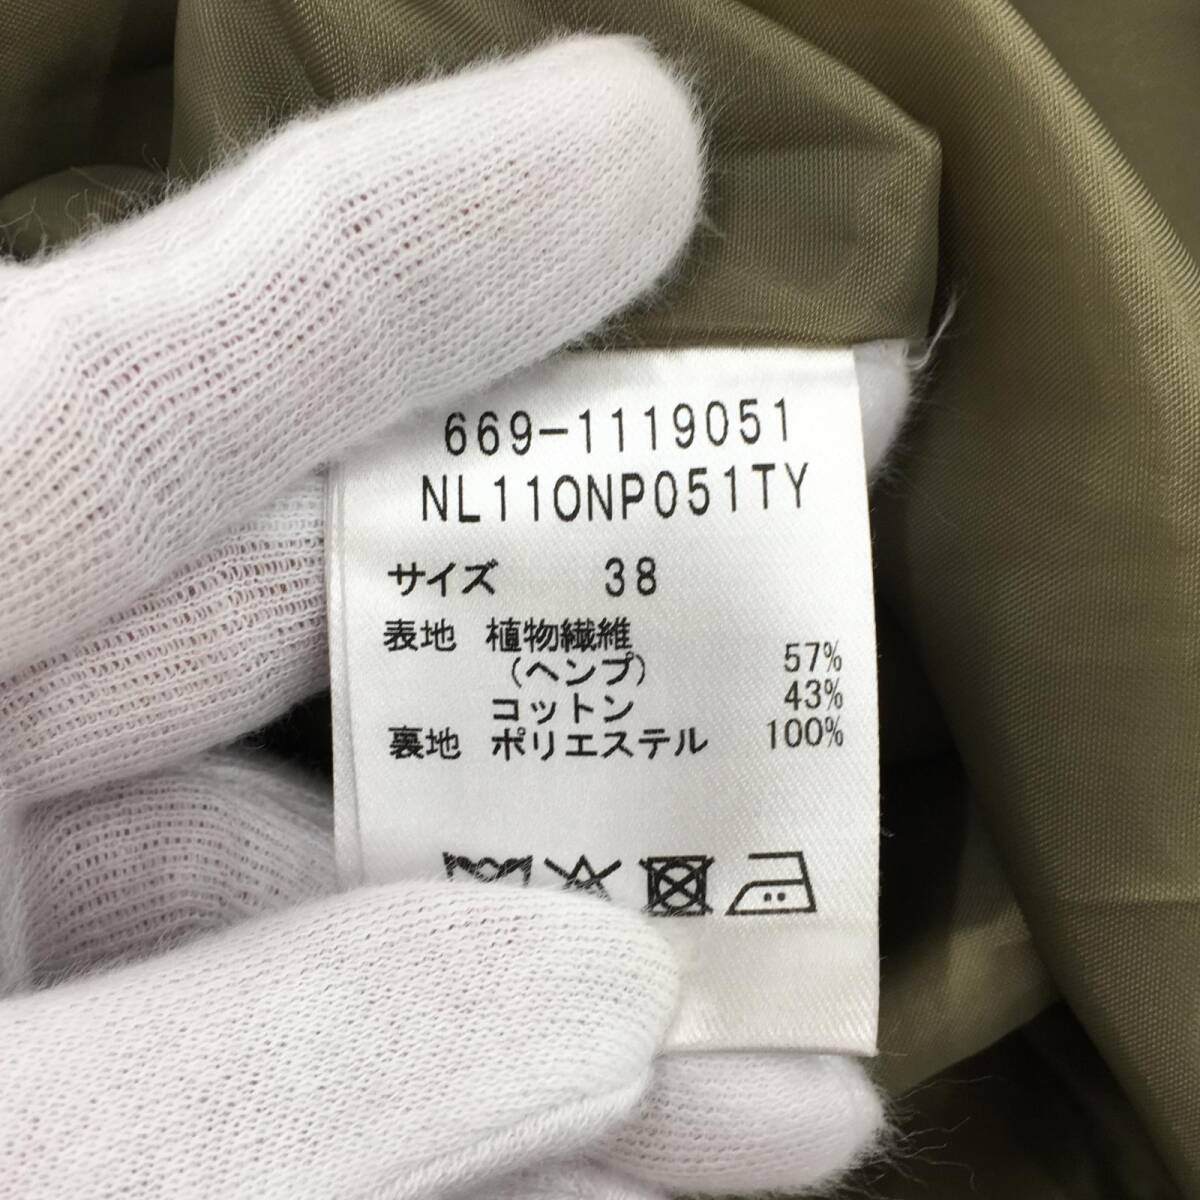 669-1119051
NL110NP051TY
サイズ 38
表地 植物繊維
(ヘンプ) 57%
コットン 43%
裏地 ポリエステル 100%